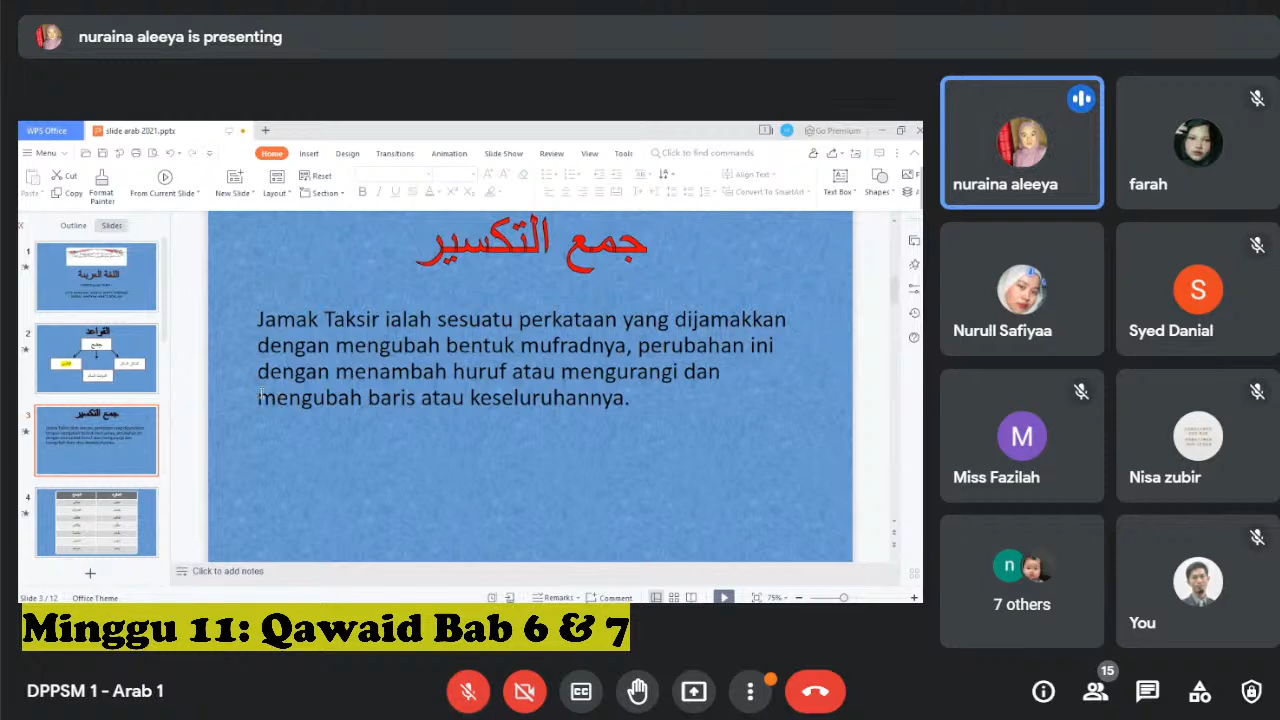 nuraina aleeya is presenting
WPS Office
slide arab 2021.pptx
Go Premium
Menu
Home
Insert
Design
Transitions
Animation
Slide Show
Review
View
Tools
Click to find commands
Paste
Cut
Copy
Format
Painter
From Current Slide
New Slide
Layout
Reset
Section
Align Text
Convert To SmartArt
Text Box
Shapes
Outline
Slides
1
اللغة العربية
2
القواعد
جمع
3
جمع التكسير
4
جمع التكسير
Jamak Taksir ialah sesuatu perkataan yang dijamakkan
dengan mengubah bentuk mufradnya, perubahan ini
dengan menambah huruf atau mengurangi dan
mengubah baris atau keseluruhannya.
Click to add notes
Slide 3 / 12
Office Theme
Remarks
Comment
75%
Minggu 11: Qawaid Bab 6 & 7
nuraina aleeya
farah
Nurull Safiyaa
S
Syed Danial
M
Miss Fazilah
Nisa zubir
n
7 others
You
DPPSM 1 - Arab 1
15